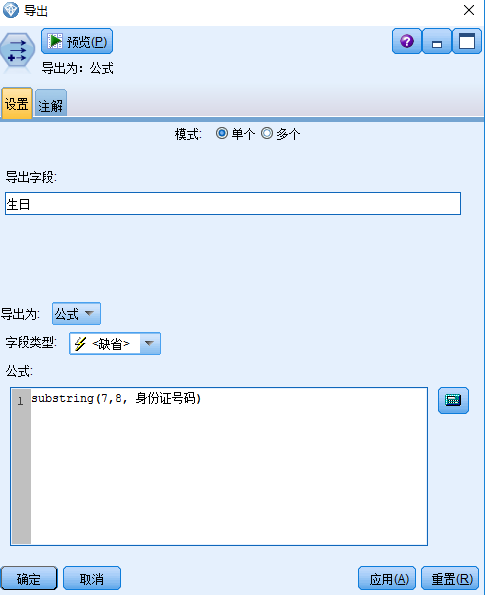 导出
预览(P)
导出为: 公式
设置 注解
模式: 单个 多个
导出字段:
生日
导出为: 公式
字段类型: <缺省>
公式:
1 substring(7,8, 身份证号码)
确定 取消 应用(A) 重置(R)